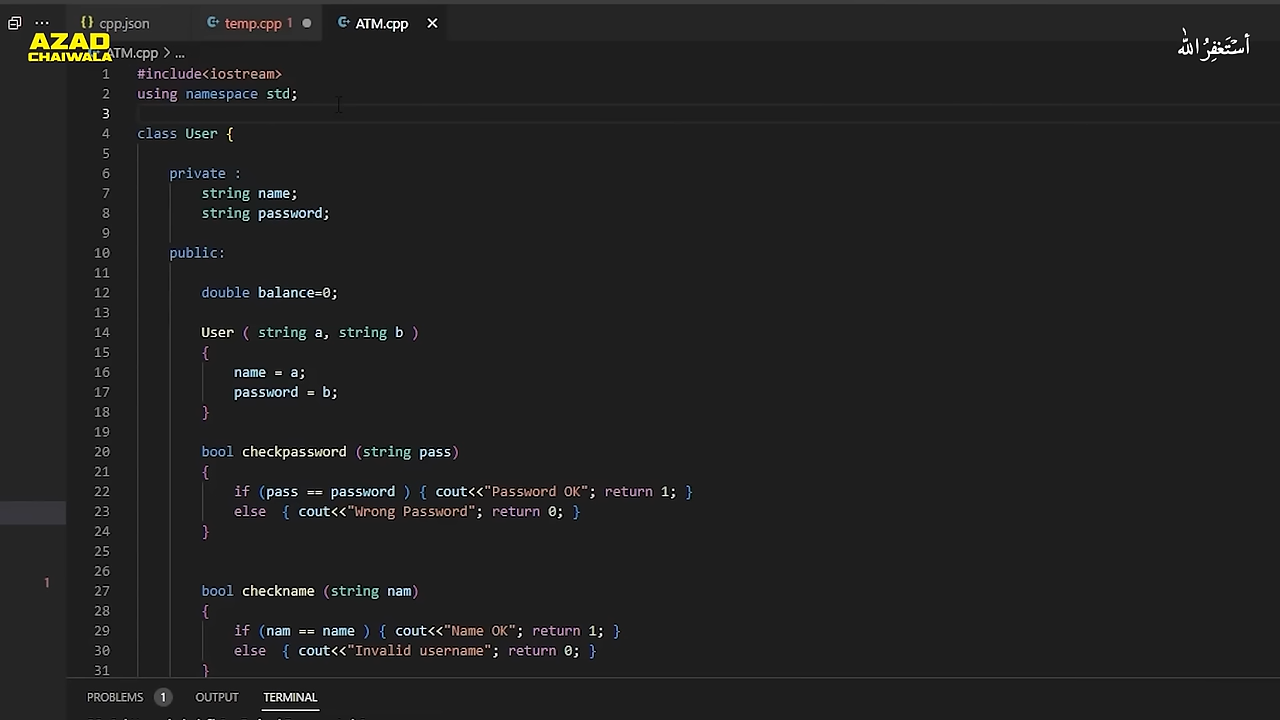 cpp.json temp.cpp 1 ATM.cpp
AZAD
CHAIWALA
ATM.cpp > ...
أستغفر الله
1 #include<iostream>
2 using namespace std;
3
4 class User {
5
6 private :
7 string name;
8 string password;
9
10 public:
11
12 double balance=0;
13
14 User ( string a, string b )
15 {
16 name = a;
17 password = b;
18 }
19
20 bool checkpassword (string pass)
21 {
22 if (pass == password ) { cout<<"Password OK"; return 1; }
23 else { cout<<"Wrong Password"; return 0; }
24 }
25
26
27 bool checkname (string nam)
28 {
29 if (nam == name ) { cout<<"Name OK"; return 1; }
30 else { cout<<"Invalid username"; return 0; }
31 }
1
PROBLEMS 1 OUTPUT TERMINAL